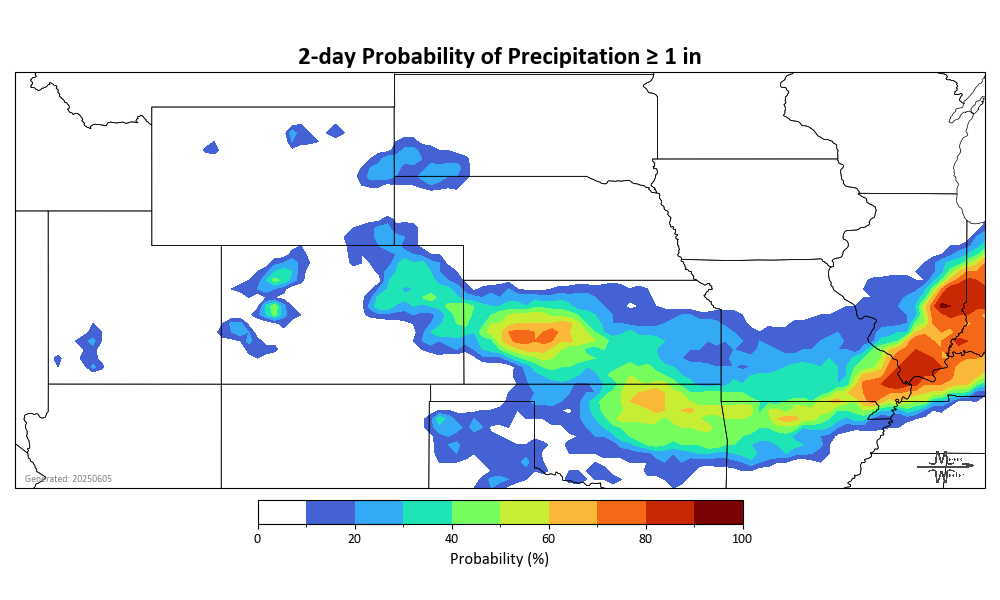 2-day Probability of Precipitation ≥ 1 in
Generated: 20250605
0 20 40 60 80 100
Probability (%)